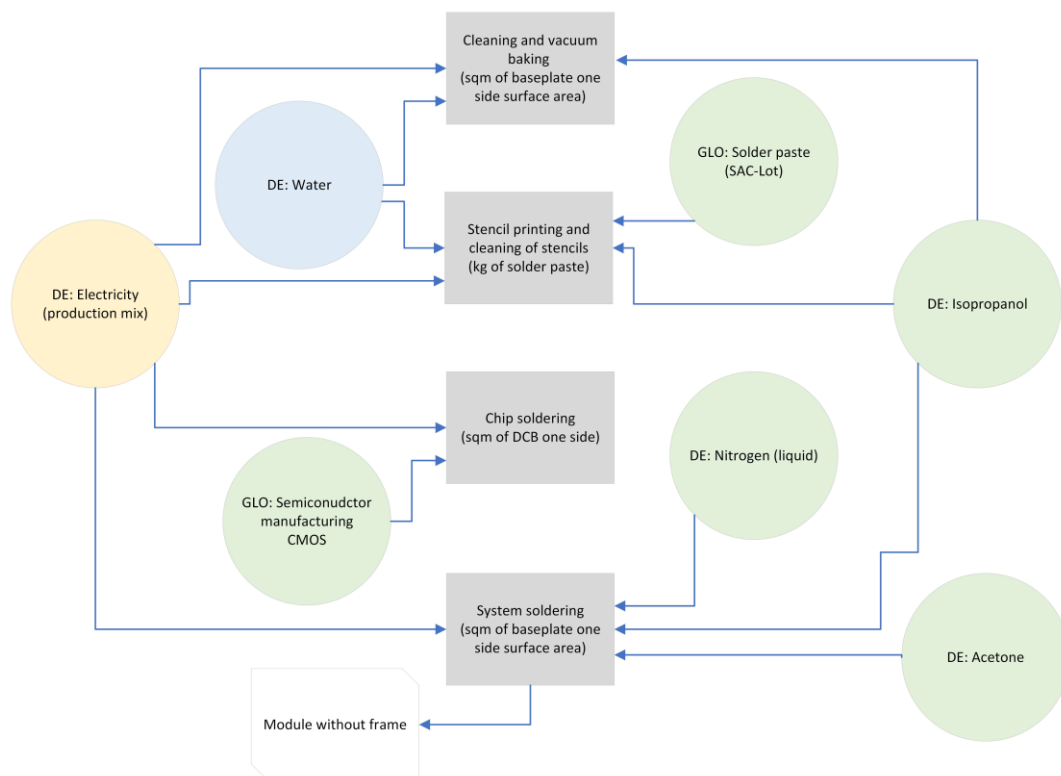 Cleaning and vacuum
baking
(sqm of baseplate one
side surface area)
GLO: Solder paste
(SAC-Lot)
DE: Water
Stencil printing and
cleaning of stencils
(kg of solder paste)
DE: Electricity
(production mix)
DE: Isopropanol
Chip soldering
(sqm of DCB one side)
DE: Nitrogen (liquid)
GLO: Semiconudctor
manufacturing
CMOS
System soldering
(sqm of baseplate one
side surface area)
DE: Acetone
Module without frame